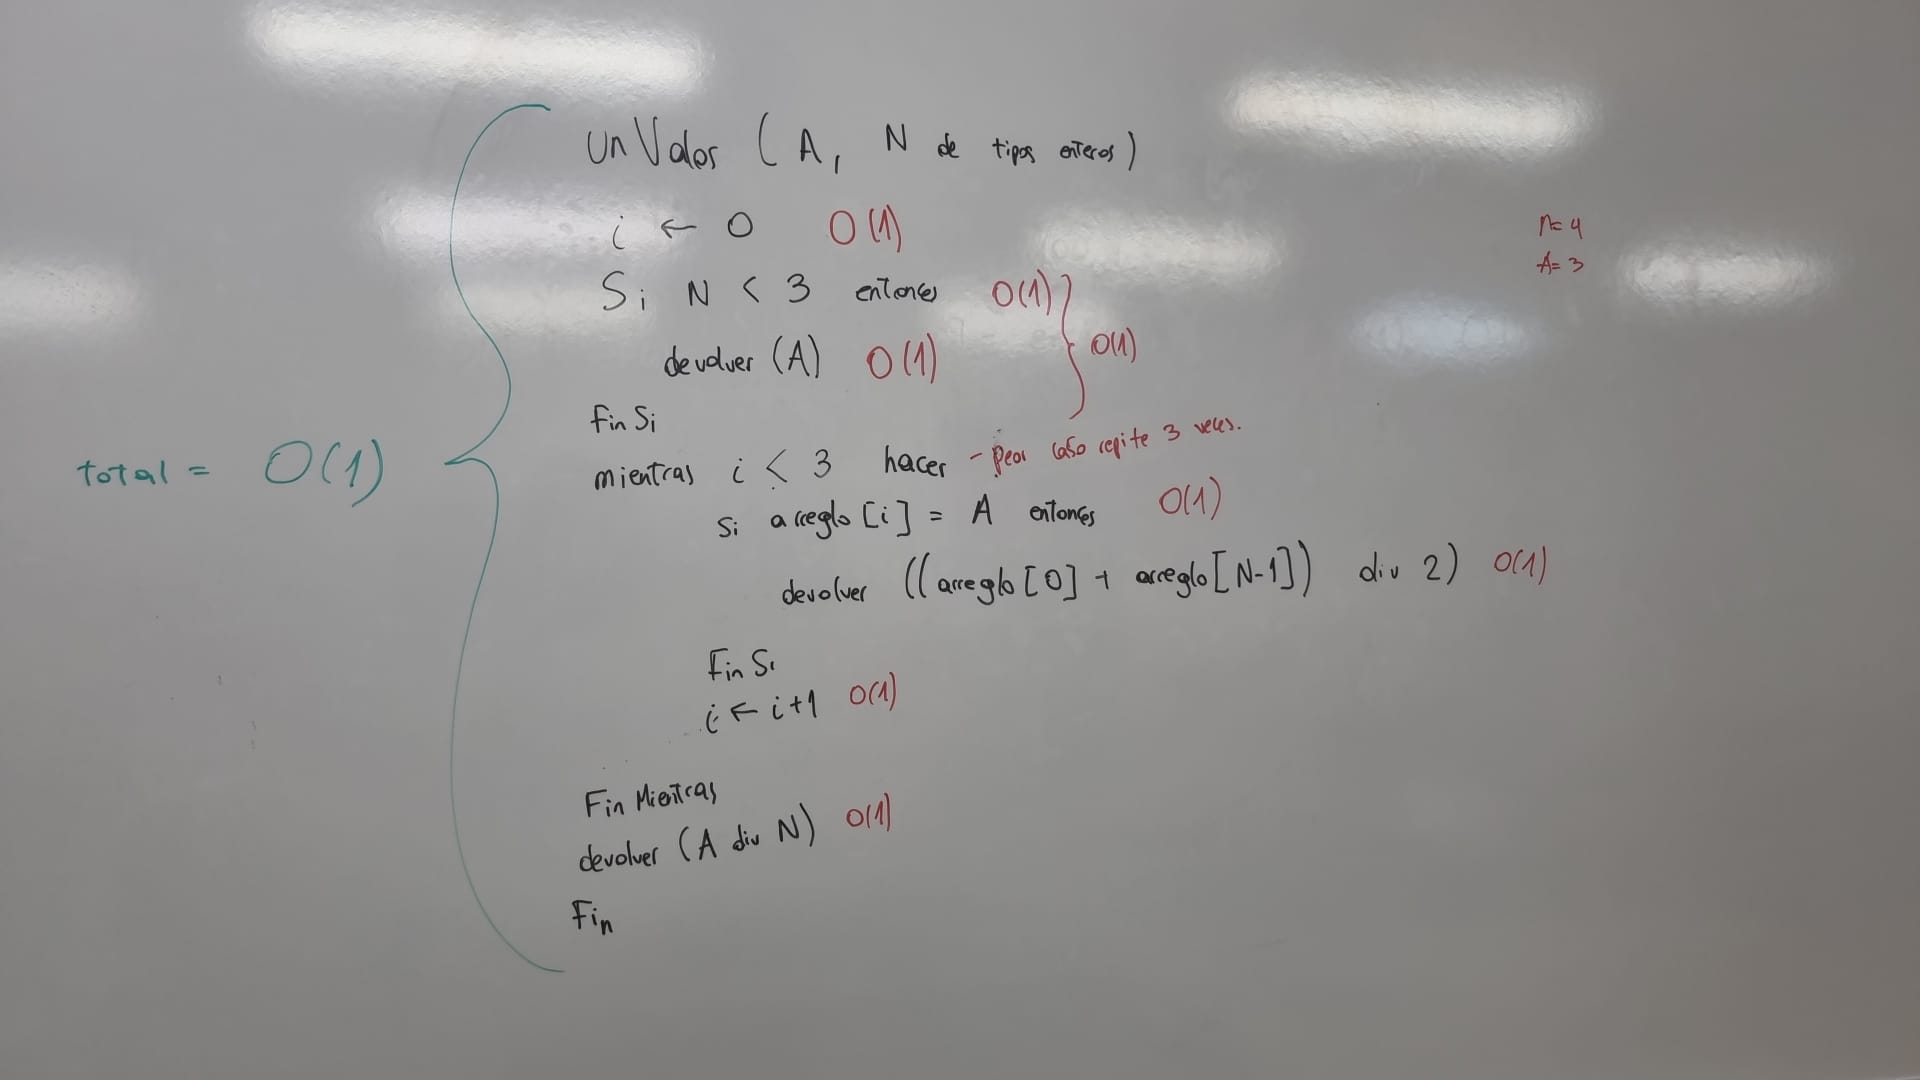 unValor (A, N de tipos enteros)
i ← 0 O(1)
Si N < 3 entonces O(1)
devolver (A) O(1)
O(1)
Fin Si
mientras i < 3 hacer - peor caso repite 3 veces.
Si arreglo [i] = A entonces O(1)
devolver ((arreglo [0] + arreglo [N-1]) div 2) O(1)
Fin Si
i ← i+1 O(1)
Fin Mientras
devolver (A div N) O(1)
Fin
total = O(1)
N= 4
A= 3